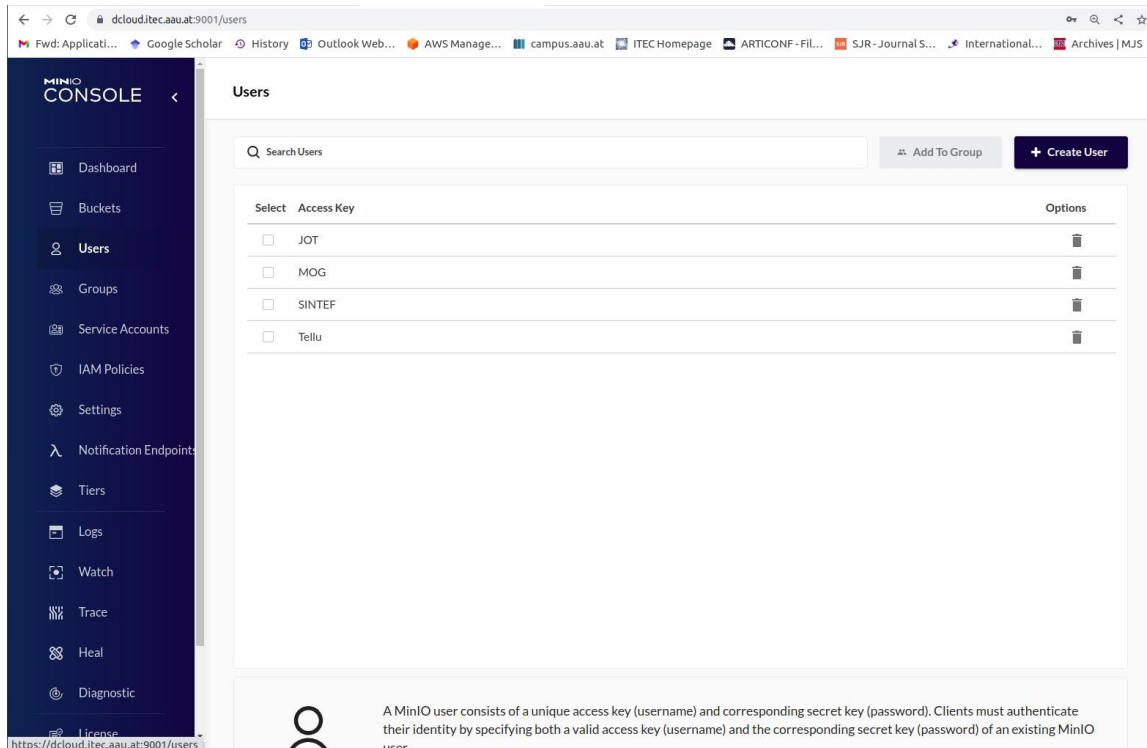 dcloud.itec.aau.at:9001/users
Fwd: Applicati... Google Scholar History Outlook Web... AWS Manage... campus.aau.at ITEC Homepage ARTICONF - Fil... SJR - Journal S... International... Archives | MJS
MINIO
CONSOLE
Users
Search Users
Add To Group
+ Create User
Dashboard
Buckets
Users
Groups
Service Accounts
IAM Policies
Settings
Notification Endpoints
Tiers
Logs
Watch
Trace
Heal
Diagnostic
License
Select Access Key Options
JOT
MOG
SINTEF
Tellu
A MinIO user consists of a unique access key (username) and corresponding secret key (password). Clients must authenticate
their identity by specifying both a valid access key (username) and the corresponding secret key (password) of an existing MinIO
user
https://dcloud.itec.aau.at:9001/users